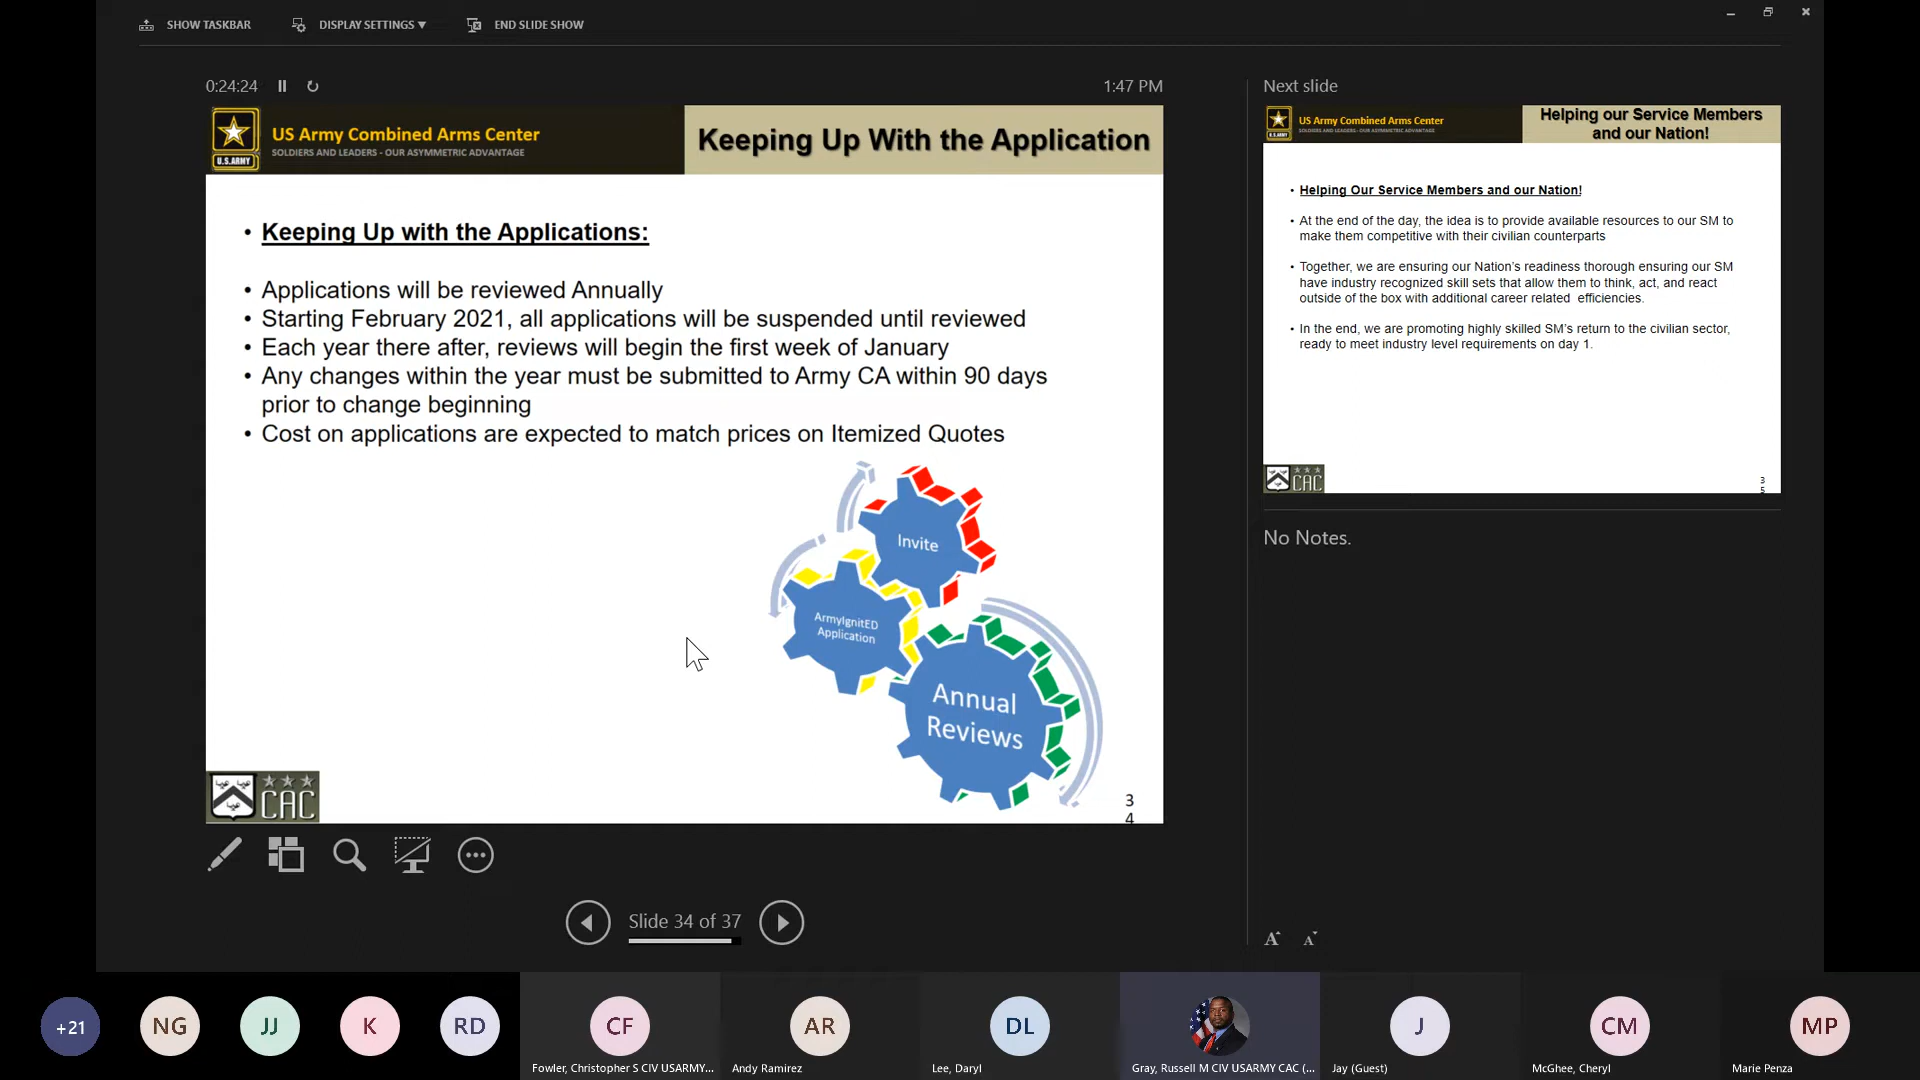 SHOW TASKBAR
DISPLAY SETTINGS ▼
END SLIDE SHOW
0:24:24
1:47 PM
U.S.ARMY
US Army Combined Arms Center
SOLDIERS AND LEADERS - OUR ASYMMETRIC ADVANTAGE
Keeping Up With the Application
• Keeping Up with the Applications:
• Applications will be reviewed Annually
• Starting February 2021, all applications will be suspended until reviewed
• Each year there after, reviews will begin the first week of January
• Any changes within the year must be submitted to Army CA within 90 days
prior to change beginning
• Cost on applications are expected to match prices on Itemized Quotes
Invite
ArmyIgnitED
Application
Annual
Reviews
CAC
3
4
Slide 34 of 37
Next slide
US Army Combined Arms Center
SOLDIERS AND LEADERS - OUR ASYMMETRIC ADVANTAGE
Helping our Service Members
and our Nation!
• Helping Our Service Members and our Nation!
• At the end of the day, the idea is to provide available resources to our SM to
make them competitive with their civilian counterparts
• Together, we are ensuring our Nation's readiness thorough ensuring our SM
have industry recognized skill sets that allow them to think, act, and react
outside of the box with additional career related efficiencies.
• In the end, we are promoting highly skilled SM's return to the civilian sector,
ready to meet industry level requirements on day 1.
CAC
3
5
No Notes.
A A
+21
NG
JJ
K
RD
CF
Fowler, Christopher S CIV USARMY...
AR
Andy Ramirez
DL
Lee, Daryl
Gray, Russell M CIV USARMY CAC (...
J
Jay (Guest)
CM
McGhee, Cheryl
MP
Marie Penza